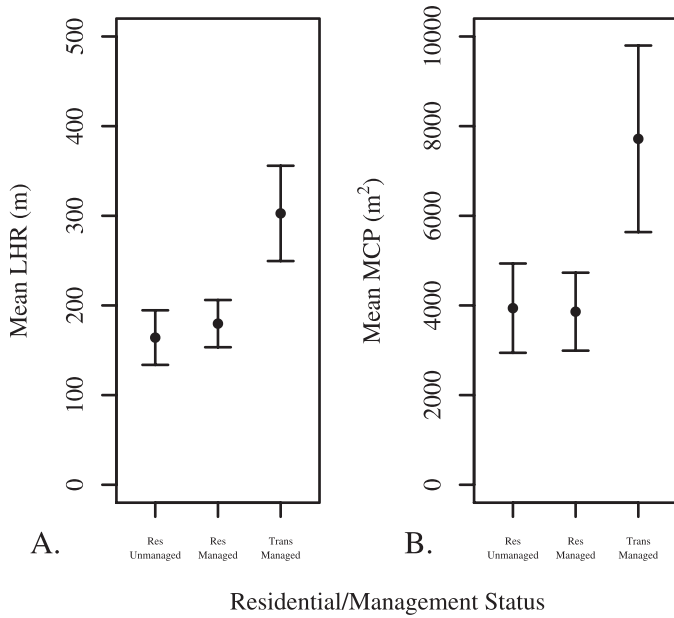 Mean LHR (m)
500
400
300
200
100
0
Res
Unmanaged
Res
Managed
Trans
Managed
A.
Mean MCP (m²)
10000
8000
6000
4000
2000
0
Res
Unmanaged
Res
Managed
Trans
Managed
B.
Residential/Management Status